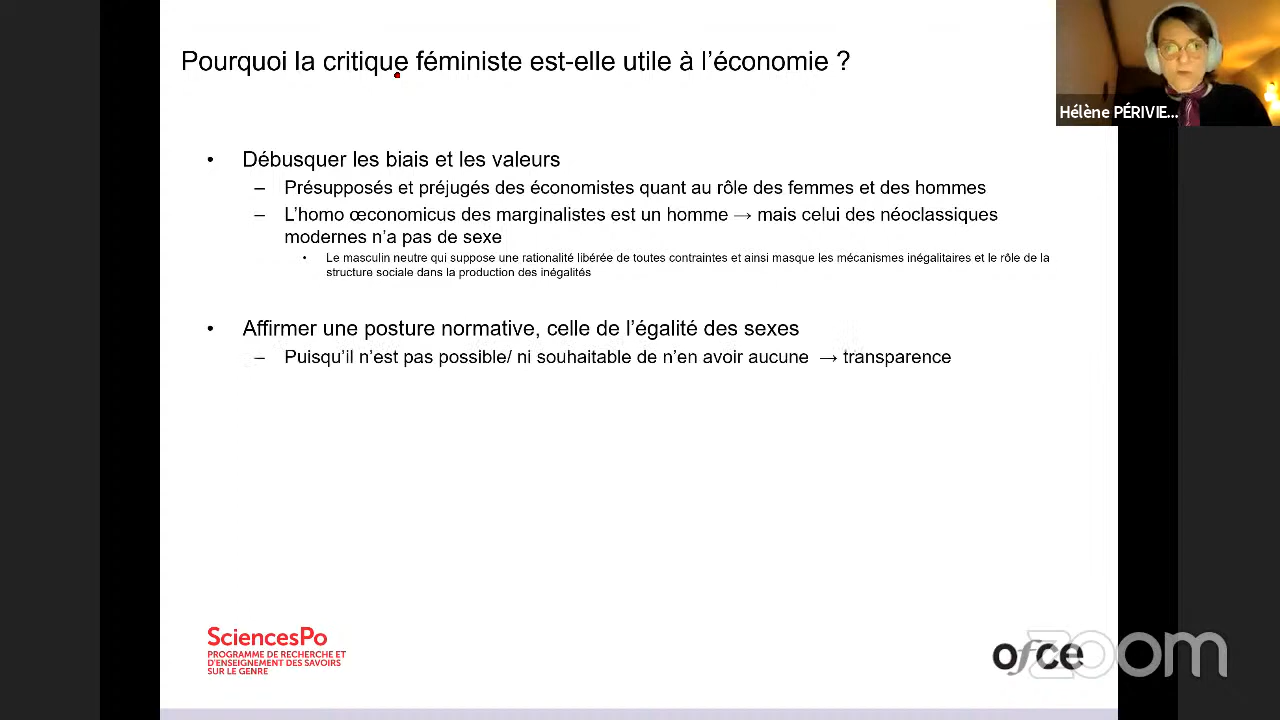 Pourquoi la critique féministe est-elle utile à l’économie ?
Hélène PÉRIVIE...
• Débusquer les biais et les valeurs
– Présupposés et préjugés des économistes quant au rôle des femmes et des hommes
– L’homo œconomicus des marginalistes est un homme → mais celui des néoclassiques
modernes n’a pas de sexe
• Le masculin neutre qui suppose une rationalité libérée de toutes contraintes et ainsi masque les mécanismes inégalitaires et le rôle de la
structure sociale dans la production des inégalités
• Affirmer une posture normative, celle de l’égalité des sexes
– Puisqu’il n’est pas possible/ ni souhaitable de n’en avoir aucune → transparence
SciencesPo
PROGRAMME DE RECHERCHE ET
D’ENSEIGNEMENT DES SAVOIRS
SUR LE GENRE
ofce
zoom